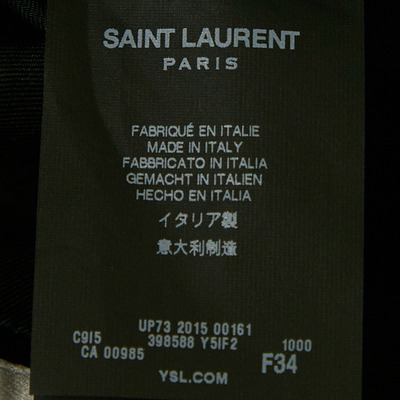 SAINT LAURENT
PARIS
FABRIQUÉ EN ITALIE
MADE IN ITALY
FABBRICATO IN ITALIA
GEMACHT IN ITALIEN
HECHO EN ITALIA
イタリア製
意大利制造
UP73 2015 00161
C9I5 398588 Y5IF2 1000
CA 00985 F34
YSL.COM